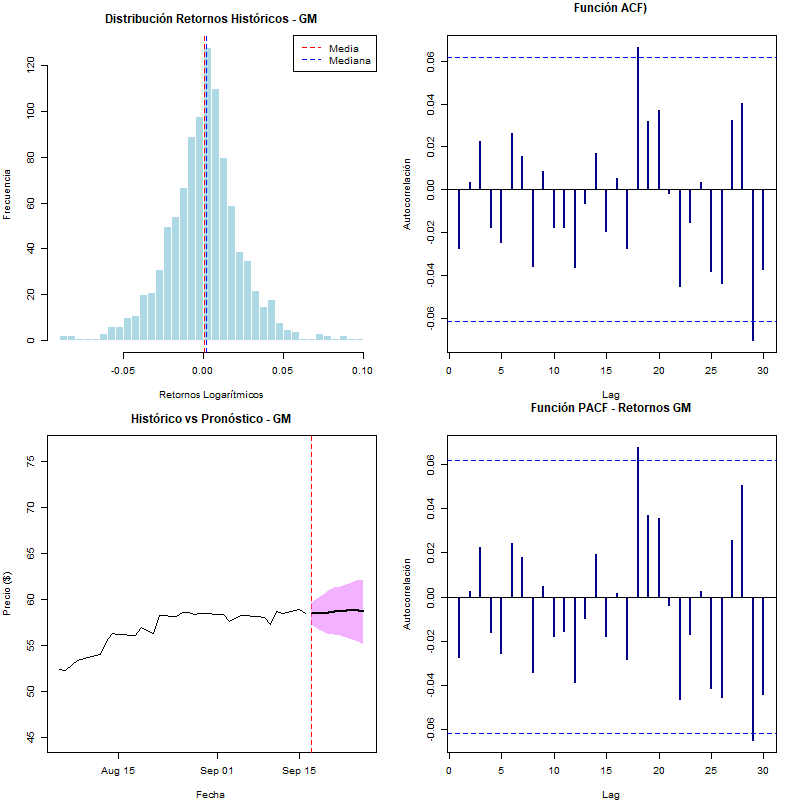 Distribución Retornos Históricos - GM
Media
Mediana
Frecuencia
0
20
40
60
80
100
120
-0.05
0.00
0.05
0.10
Retornos Logarítmicos
Función ACF)
Autocorrelación
-0.06
-0.04
-0.02
0.00
0.02
0.04
0.06
0
5
10
15
20
25
30
Lag
Histórico vs Pronóstico - GM
Precio ($)
45
50
55
60
65
70
75
Aug 15
Sep 01
Sep 15
Fecha
Función PACF - Retornos GM
Autocorrelación
-0.06
-0.04
-0.02
0.00
0.02
0.04
0.06
0
5
10
15
20
25
30
Lag